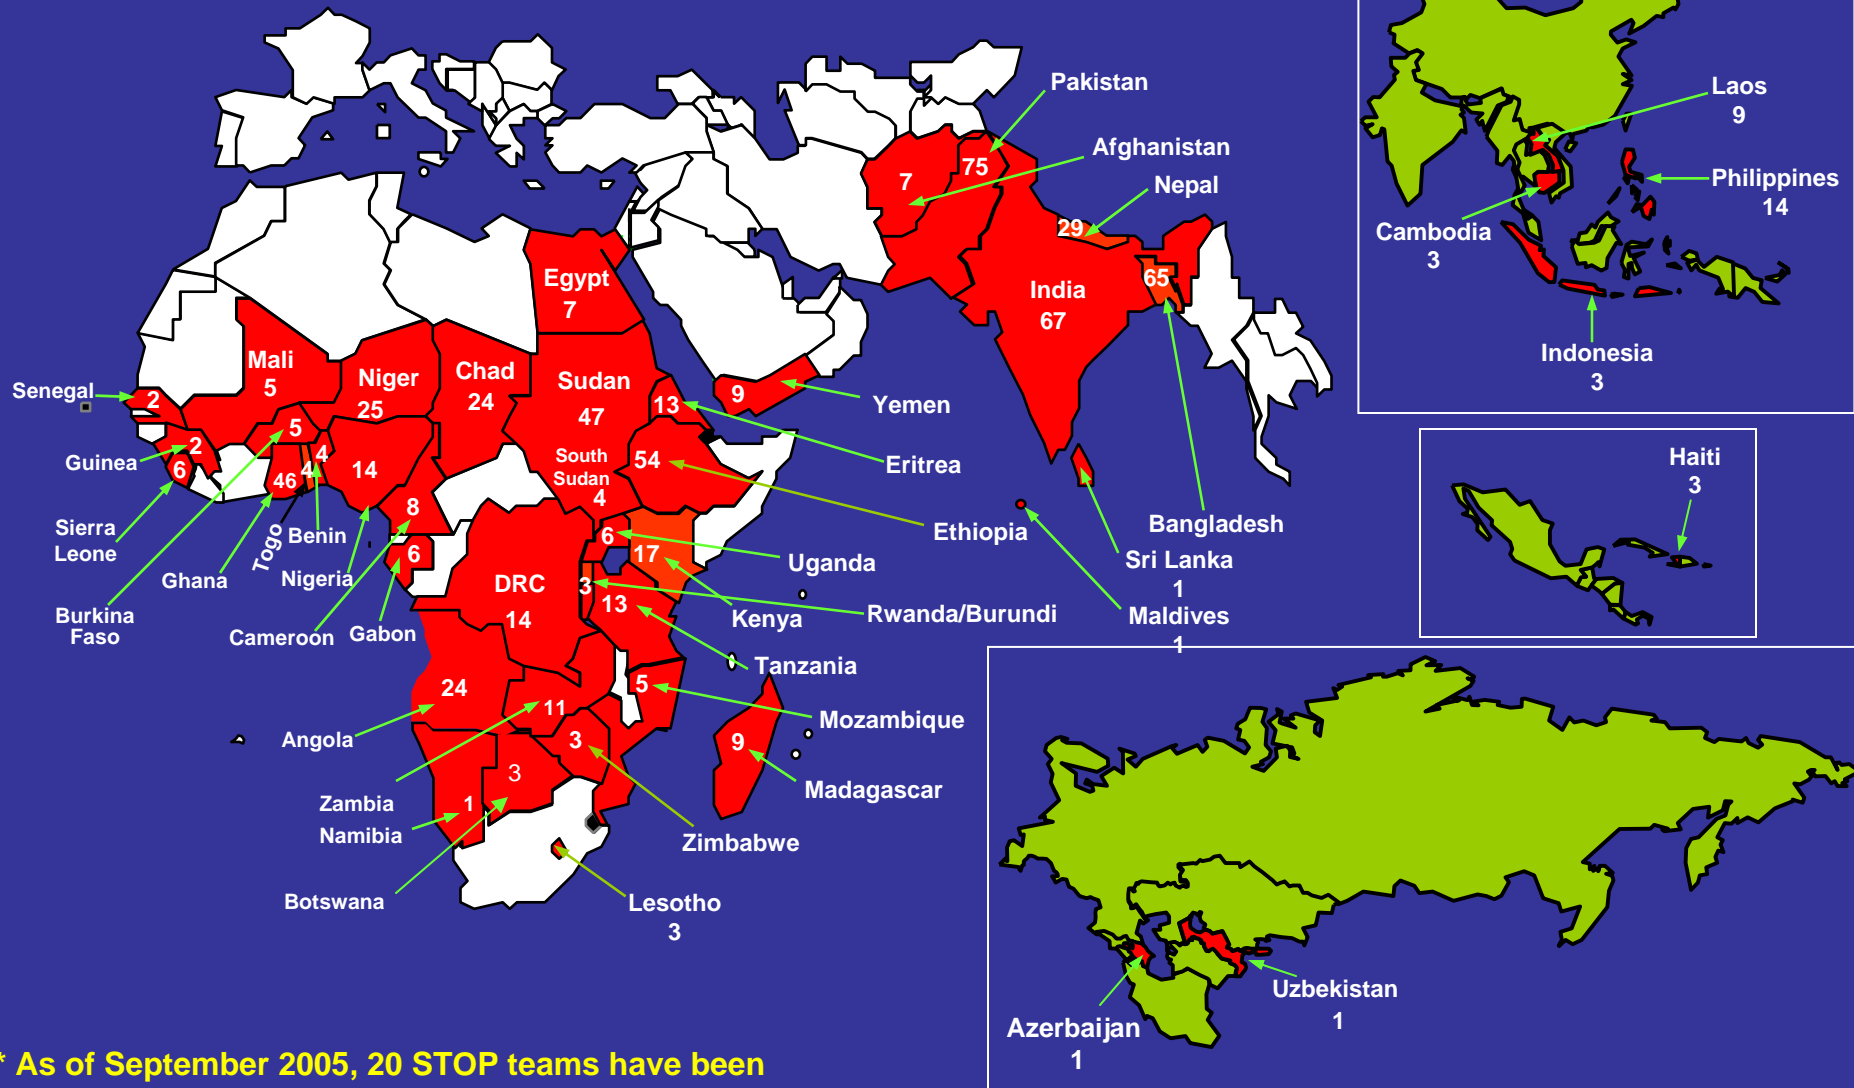 Pakistan
Afghanistan
Nepal
7
75
29
Egypt
7
India
67
65
Mali
5
Niger
25
Chad
24
Sudan
47
South
Sudan
4
Senegal
2
Guinea
2
6
5
46
4
4
14
8
6
13
54
9
Yemen
Eritrea
Ethiopia
Bangladesh
Sri Lanka
1
Maldives
1
Sierra
Leone
Burkina
Faso
Ghana
Togo
Benin
Nigeria
Cameroon
Gabon
DRC
14
6
17
3
13
Uganda
Kenya
Rwanda/Burundi
Tanzania
24
11
5
3
3
1
9
Angola
Zambia
Namibia
Botswana
Mozambique
Madagascar
Zimbabwe
Lesotho
3
Laos
9
Philippines
14
Cambodia
3
Indonesia
3
Haiti
3
Uzbekistan
1
Azerbaijan
1
* As of September 2005, 20 STOP teams have been